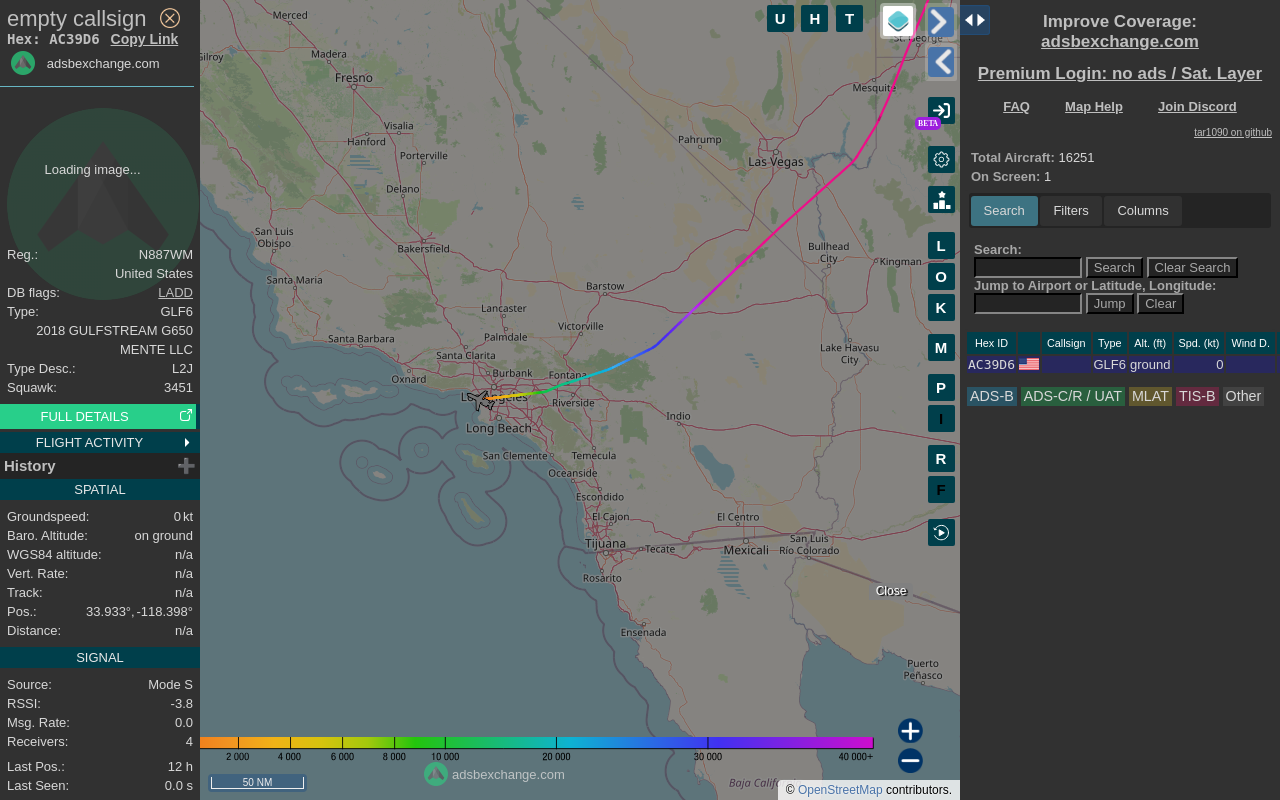 empty callsign
Hex: AC39D6 Copy Link
adsbexchange.com
Loading image...
Reg.: N887WM
United States
DB flags: LADD
Type: GLF6
2018 GULFSTREAM G650
MENTE LLC
Type Desc.: L2J
Squawk: 3451
FULL DETAILS
FLIGHT ACTIVITY
History
SPATIAL
Groundspeed: 0 kt
Baro. Altitude: on ground
WGS84 altitude: n/a
Vert. Rate: n/a
Track: n/a
Pos.: 33.933°, -118.398°
Distance: n/a
SIGNAL
Source: Mode S
RSSI: -3.8
Msg. Rate: 0.0
Receivers: 4
Last Pos.: 12 h
Last Seen: 0.0 s
Merced
Gilroy
Madera
Fresno
Visalia
Hanford
Porterville
Delano
San Luis
Obispo
Bakersfield
Santa Maria
Lancaster
Palmdale
Santa Barbara
Santa Clarita
Oxnard
Burbank
Fontana
Long Beach
Riverside
San Clemente
Temecula
Oceanside
Escondido
El Cajon
Tijuana
Tecate
Rosarito
Ensenada
Barstow
Victorville
Indio
El Centro
Mexicali
San Luis
Río Colorado
Pahrump
Las Vegas
Mesquite
St. George
Bullhead
City
Kingman
Lake Havasu
City
Puerto
Peñasco
U H T
BETA
L
O
K
M
P
I
R
F
Close
2 000 4 000 6 000 8 000 10 000 20 000 30 000 40 000+
50 NM
adsbexchange.com
© OpenStreetMap contributors.
Improve Coverage:
adsbexchange.com
Premium Login: no ads / Sat. Layer
FAQ Map Help Join Discord
tar1090 on github
Total Aircraft: 16251
On Screen: 1
Search Filters Columns
Search:
Search Clear Search
Jump to Airport or Latitude, Longitude:
Jump Clear
Hex ID Callsign Type Alt. (ft) Spd. (kt) Wind D.
AC39D6 GLF6 ground 0
ADS-B ADS-C/R / UAT MLAT TIS-B Other